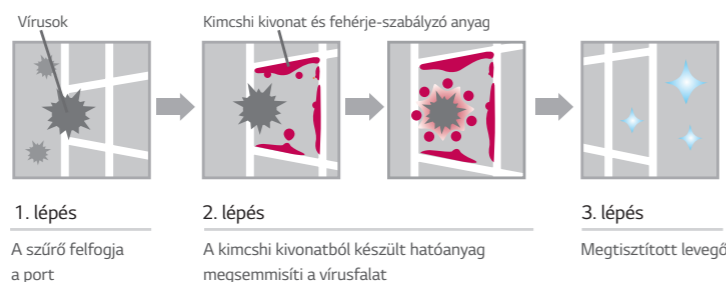 Vírusok
Kimcshi kivonat és fehérje-szabályzó anyag
1. lépés
A szűrő felfogja
a port
2. lépés
A kimcshi kivonatból készült hatóanyag
megsemmisíti a vírusfalat
3. lépés
Megtisztított levegő